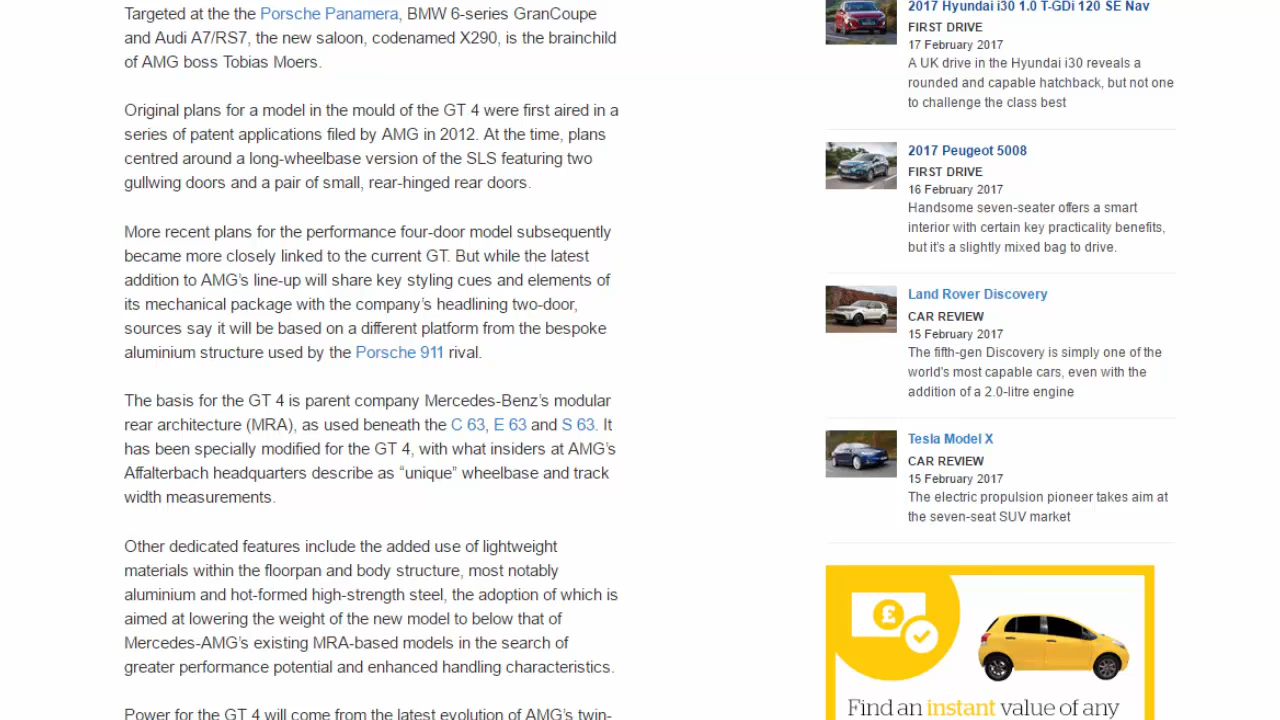 Targeted at the the Porsche Panamera, BMW 6-series GranCoupe
and Audi A7/RS7, the new saloon, codenamed X290, is the brainchild
of AMG boss Tobias Moers.
Original plans for a model in the mould of the GT 4 were first aired in a
series of patent applications filed by AMG in 2012. At the time, plans
centred around a long-wheelbase version of the SLS featuring two
gullwing doors and a pair of small, rear-hinged rear doors.
More recent plans for the performance four-door model subsequently
became more closely linked to the current GT. But while the latest
addition to AMG’s line-up will share key styling cues and elements of
its mechanical package with the company’s headlining two-door,
sources say it will be based on a different platform from the bespoke
aluminium structure used by the Porsche 911 rival.
The basis for the GT 4 is parent company Mercedes-Benz’s modular
rear architecture (MRA), as used beneath the C 63, E 63 and S 63. It
has been specially modified for the GT 4, with what insiders at AMG’s
Affalterbach headquarters describe as “unique” wheelbase and track
width measurements.
Other dedicated features include the added use of lightweight
materials within the floorpan and body structure, most notably
aluminium and hot-formed high-strength steel, the adoption of which is
aimed at lowering the weight of the new model to below that of
Mercedes-AMG’s existing MRA-based models in the search of
greater performance potential and enhanced handling characteristics.
Power for the GT 4 will come from the latest evolution of AMG’s twin-
2017 Hyundai i30 1.0 T-GDi 120 SE Nav
FIRST DRIVE
17 February 2017
A UK drive in the Hyundai i30 reveals a
rounded and capable hatchback, but not one
to challenge the class best
2017 Peugeot 5008
FIRST DRIVE
16 February 2017
Handsome seven-seater offers a smart
interior with certain key practicality benefits,
but it’s a slightly mixed bag to drive.
Land Rover Discovery
CAR REVIEW
15 February 2017
The fifth-gen Discovery is simply one of the
world's most capable cars, even with the
addition of a 2.0-litre engine
Tesla Model X
CAR REVIEW
15 February 2017
The electric propulsion pioneer takes aim at
the seven-seat SUV market
£
Find an instant value of any